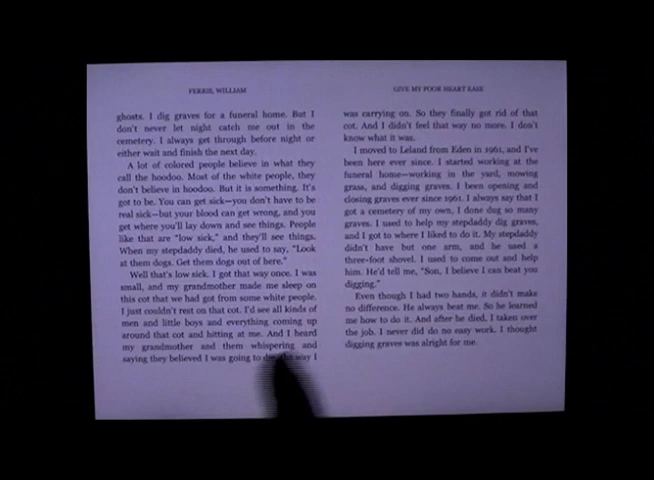 FERRIS, WILLIAM
ghosts. I dig graves for a funeral home. But I
don't never let night catch me out in the
cemetery. I always get through before night or
either wait and finish the next day.
A lot of colored people believe in what they
call the hoodoo. Most of the white people, they
don't believe in hoodoo. But it is something. It's
got to be. You can get sick—you don't have to be
real sick—but your blood can get wrong, and you
get where you'll lay down and see things. People
like that are "low sick," and they'll see things.
When my stepdaddy died, he used to say, "Look
at them dogs. Get them dogs out of here."
Well that's low sick. I got that way once. I was
small, and my grandmother made me sleep on
this cot that we had got from some white people.
I just couldn't rest on that cot. I'd see all kinds of
men and little boys and everything coming up
around that cot and hitting at me. And I heard
my grandmother and them whispering and
saying they believed I was going to way I
GIVE MY POOR HEART EASE
was carrying on. So they finally got rid of that
cot. And I didn't feel that way no more. I don't
know what it was.
I moved to Leland from Eden in 1961, and I've
been here ever since. I started working at the
funeral home—working in the yard, mowing
grass, and digging graves. I been opening and
closing graves ever since 1961. I always say that I
got a cemetery of my own, I done dug so many
graves. I used to help my stepdaddy dig graves,
and I got to where I liked to do it. My stepdaddy
didn't have but one arm, and he used a
three-foot shovel. I used to come out and help
him. He'd tell me, "Son, I believe I can beat you
digging."
Even though I had two hands, it didn't make
no difference. He always beat me. So he learned
me how to do it. And after he died, I taken over
the job. I never did do no easy work. I thought
digging graves was alright for me.